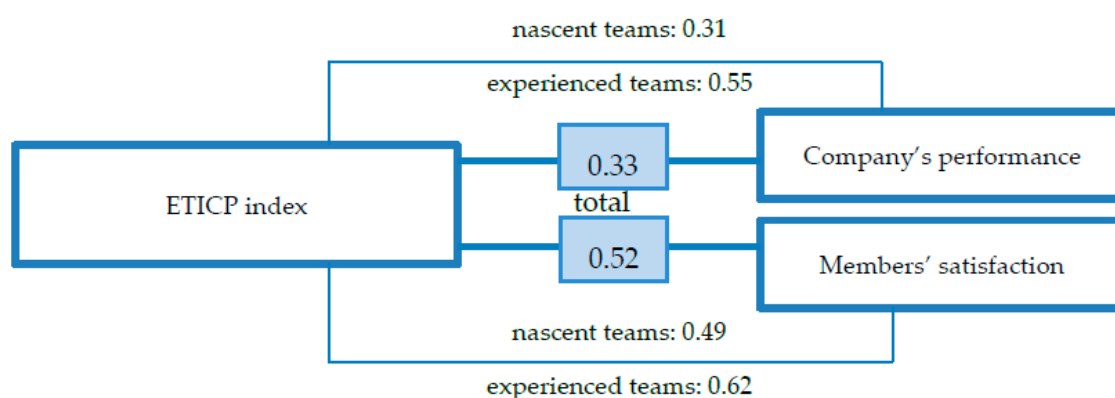 nascent teams: 0.31
experienced teams: 0.55
ETICP index
0.33
total
0.52
Company’s performance
Members’ satisfaction
nascent teams: 0.49
experienced teams: 0.62